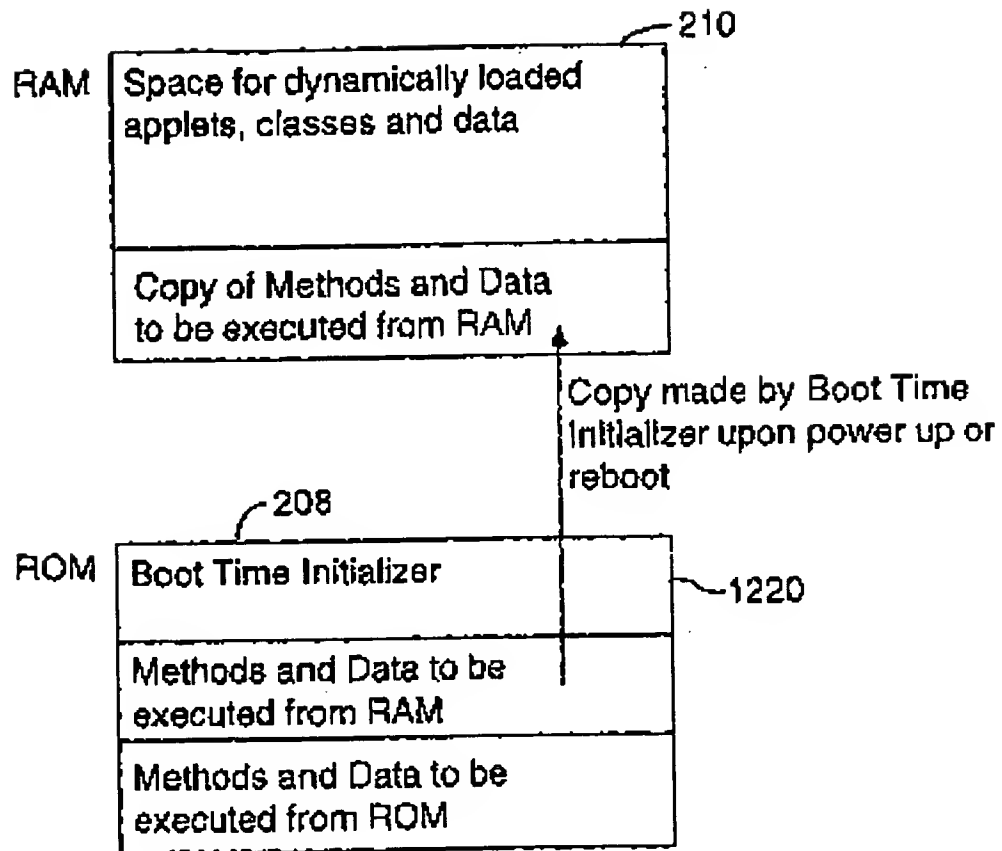 210
RAM
Space for dynamically loaded
applets, classes and data
Copy of Methods and Data
to be executed from RAM
Copy made by Boot Time
Initializer upon power up or
reboot
208
ROM
Boot Time Initializer
1220
Methods and Data to be
executed from RAM
Methods and Data to be
executed from ROM